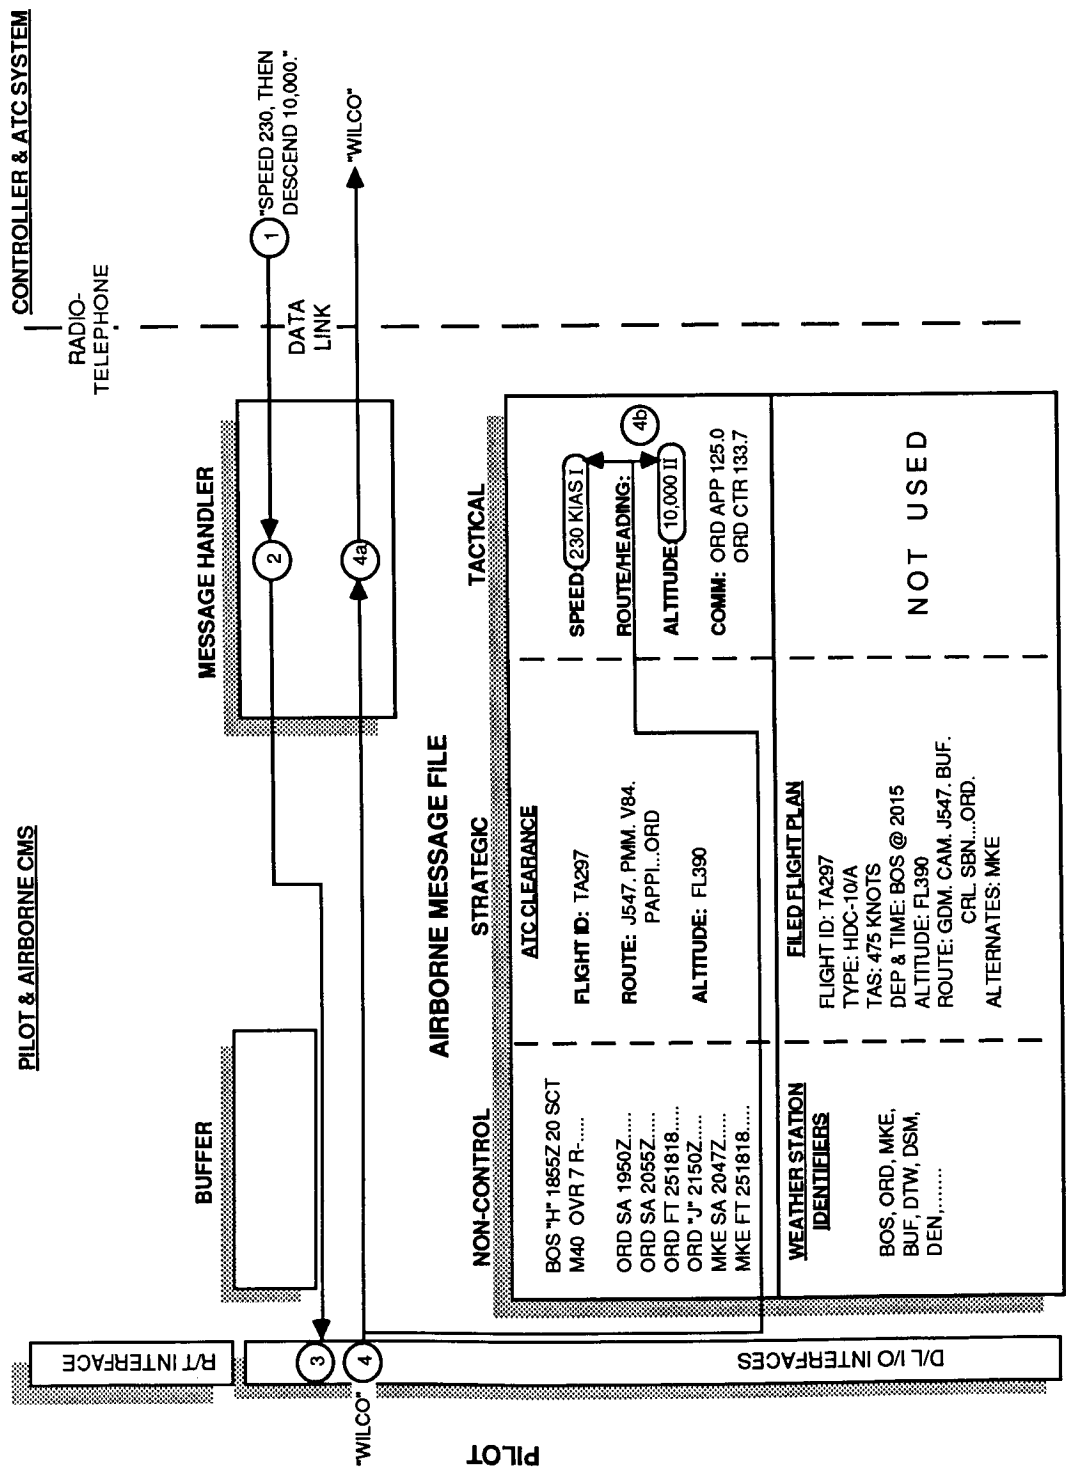 PILOT & AIRBORNE CMS
CONTROLLER & ATC SYSTEM
RADIO-
TELEPHONE
R/T INTERFACE
BUFFER
MESSAGE HANDLER
1
"SPEED 230, THEN
DESCEND 10,000."
2
DATA
LINK
3
4
"WILCO"
4a
"WILCO"
PILOT
D/L I/O INTERFACES
AIRBORNE MESSAGE FILE
NON-CONTROL
STRATEGIC
TACTICAL
BOS "H" 1855Z 20 SCT
M40 OVR 7 R-.....
ORD SA 1950Z.....
ORD SA 2055Z.....
ORD FT 251818.....
ORD "J" 2150Z.....
MKE SA 2047Z.....
MKE FT 251818.....
ATC CLEARANCE
FLIGHT ID: TA297
ROUTE: J547. PMM. V84.
PAPPI...ORD
ALTITUDE: FL390
SPEED: 230 KIAS I
ROUTE/HEADING:
4b
ALTITUDE: 10,000 II
COMM: ORD APP 125.0
ORD CTR 133.7
WEATHER STATION
IDENTIFIERS
BOS, ORD, MKE,
BUF, DTW, DSM,
DEN,.......
FILED FLIGHT PLAN
FLIGHT ID: TA297
TYPE: HDC-10/A
TAS: 475 KNOTS
DEP & TIME: BOS @ 2015
ALTITUDE: FL390
ROUTE: GDM. CAM. J547. BUF.
CRL. SBN...ORD.
ALTERNATES: MKE
NOT USED